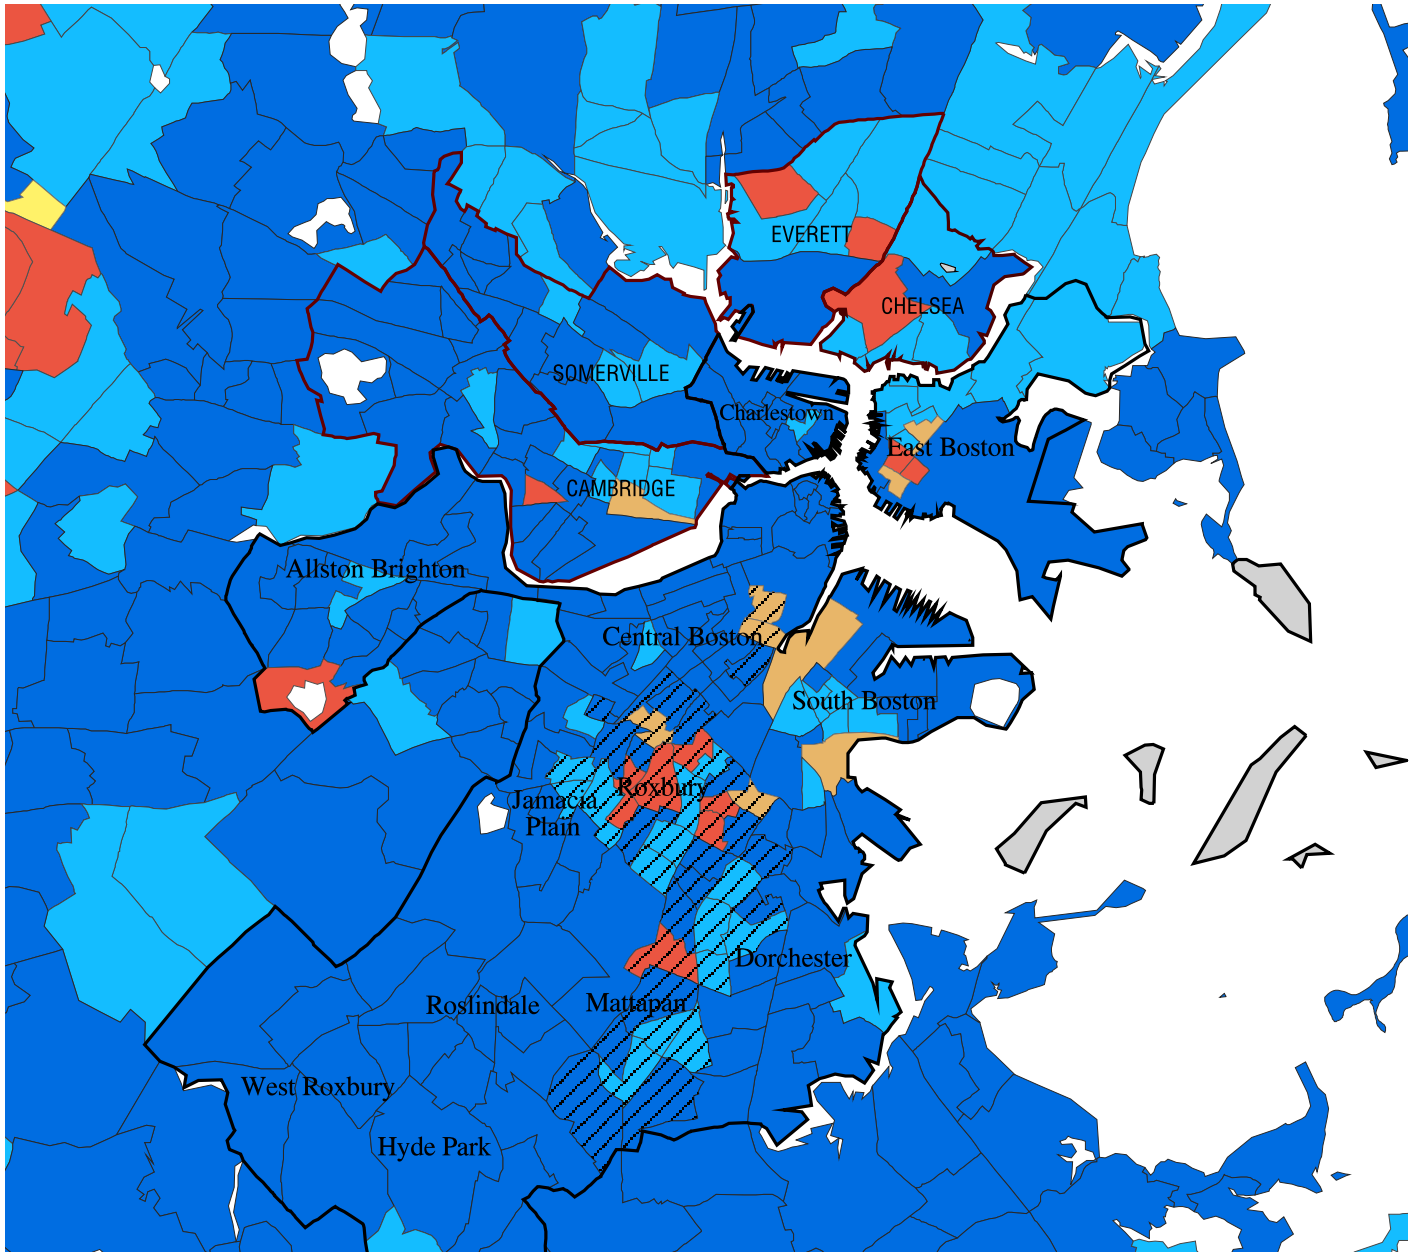 EVERETT
CHELSEA
SOMERVILLE
Charlestown
East Boston
CAMBRIDGE
Allston Brighton
Central Boston
South Boston
Roxbury
Jamacia
Plain
Dorchester
Roslindale
Mattapan
West Roxbury
Hyde Park